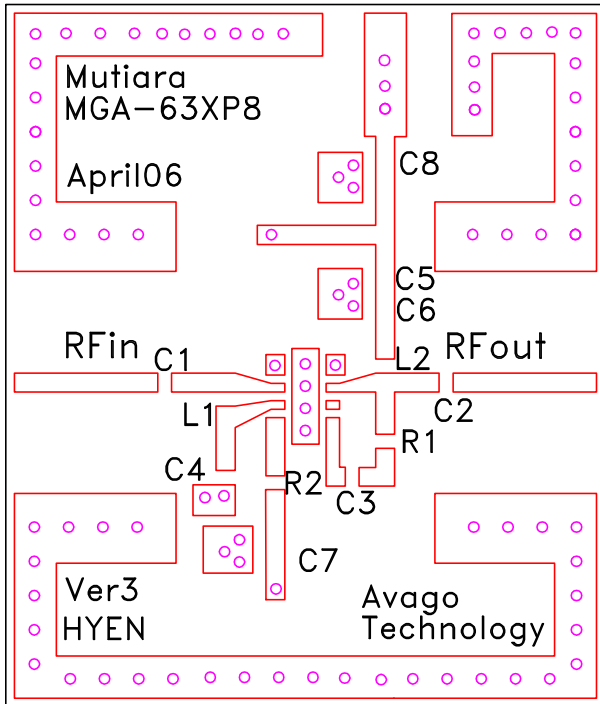 Mutiara
MGA-63XP8
April06
C8
C5
C6
RFin
C1
L2
RFout
L1
C2
R1
C4
R2
C3
C7
Ver3
HYEN
Avago
Technology